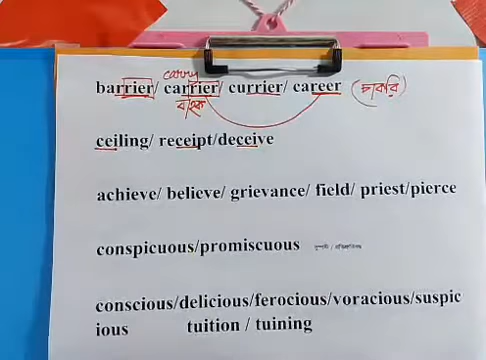 carry
barrier/ carrier/ currier/ career (চাকরি)
বাহক
ceiling/ receipt/deceive
achieve/ believe/ grievance/ field/ priest/pierce
conspicuous/promiscuous
conscious/delicious/ferocious/voracious/suspic
ious tuition / tuining